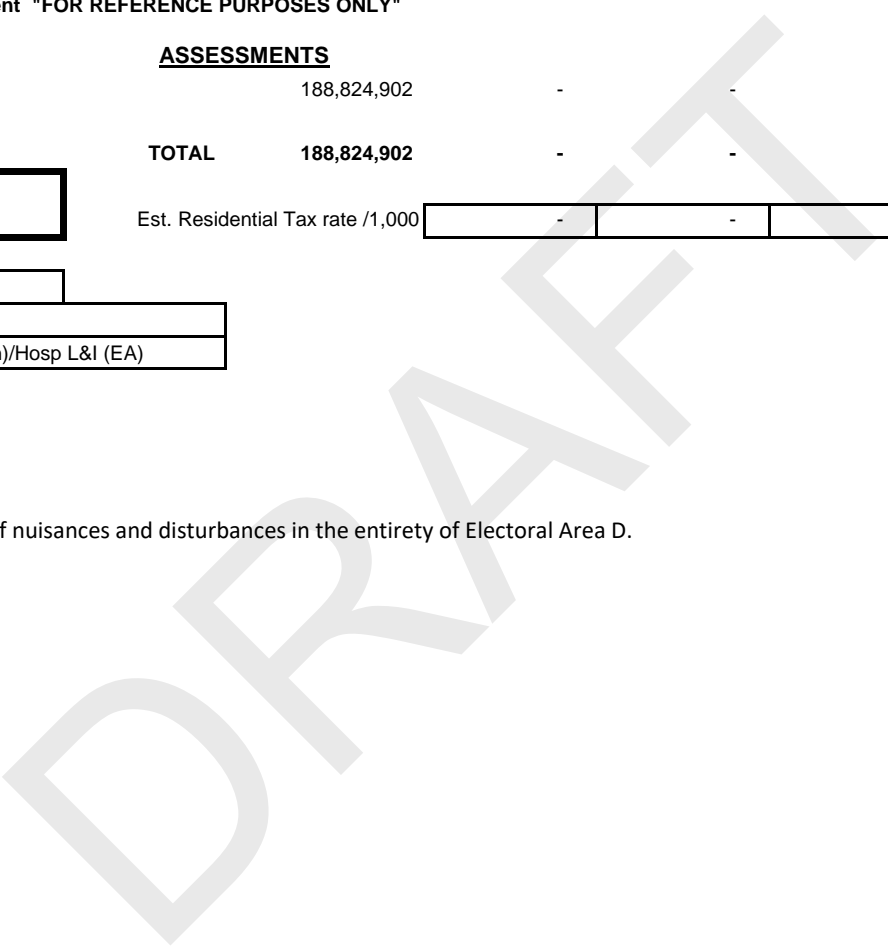 ent "FOR REFERENCE PURPOSES ONLY"
ASSESSMENTS
188,824,902 - -
TOTAL 188,824,902 - -
Est. Residential Tax rate /1,000 - -
)/Hosp L&I (EA)
f nuisances and disturbances in the entirety of Electoral Area D.
DRAFT